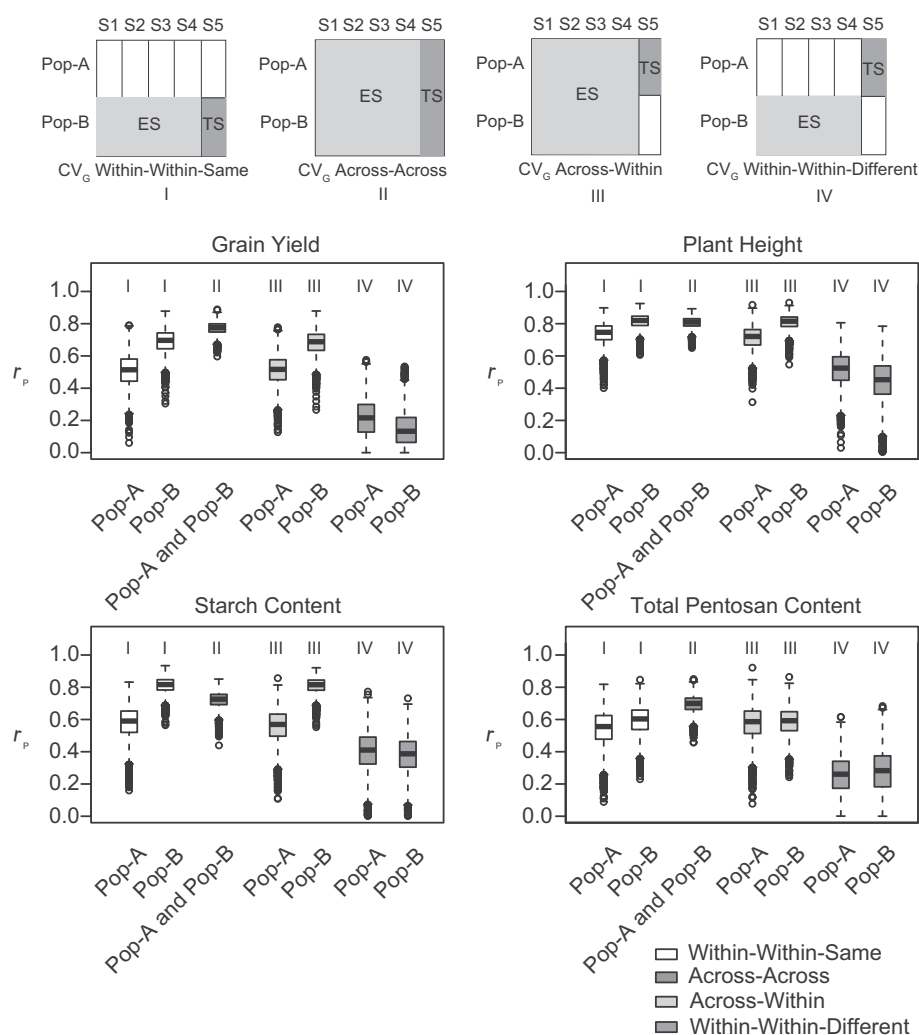 S1 S2 S3 S4 S5
Pop-A
Pop-B
ES
TS
CVG Within-Within-Same
I
S1 S2 S3 S4 S5
Pop-A
Pop-B
ES
TS
CVG Across-Across
II
S1 S2 S3 S4 S5
Pop-A
Pop-B
ES
TS
CVG Across-Within
III
S1 S2 S3 S4 S5
Pop-A
Pop-B
ES
TS
CVG Within-Within-Different
IV
Grain Yield
I I II III III IV IV
1.0
0.8
0.6
0.4
0.2
0.0
rP
Pop-A
Pop-B
Pop-A and Pop-B
Pop-A
Pop-B
Pop-A
Pop-B
Plant Height
I I II III III IV IV
1.0
0.8
0.6
0.4
0.2
0.0
rP
Pop-A
Pop-B
Pop-A and Pop-B
Pop-A
Pop-B
Pop-A
Pop-B
Starch Content
I I II III III IV IV
1.0
0.8
0.6
0.4
0.2
0.0
rP
Pop-A
Pop-B
Pop-A and Pop-B
Pop-A
Pop-B
Pop-A
Pop-B
Total Pentosan Content
I I II III III IV IV
1.0
0.8
0.6
0.4
0.2
0.0
rP
Pop-A
Pop-B
Pop-A and Pop-B
Pop-A
Pop-B
Pop-A
Pop-B
Within-Within-Same
Across-Across
Across-Within
Within-Within-Different